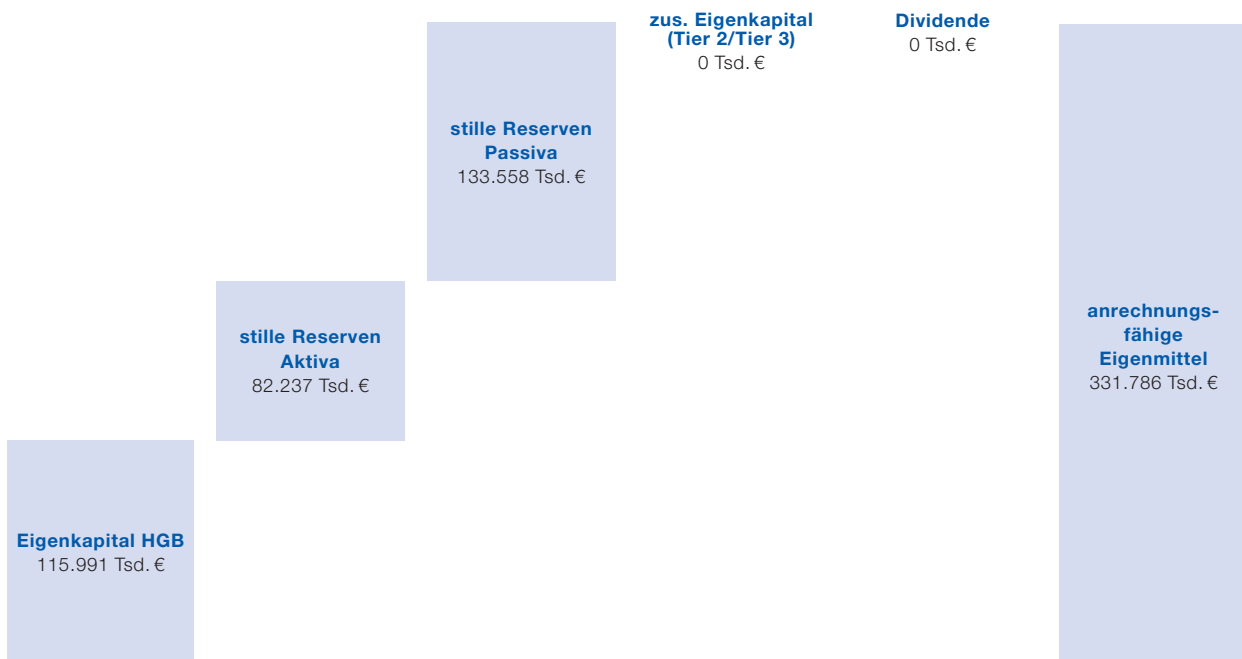 zus. Eigenkapital
(Tier 2/Tier 3)
0 Tsd. €
Dividende
0 Tsd. €
stille Reserven
Passiva
133.558 Tsd. €
stille Reserven
Aktiva
82.237 Tsd. €
anrechnungs-
fähige
Eigenmittel
331.786 Tsd. €
Eigenkapital HGB
115.991 Tsd. €